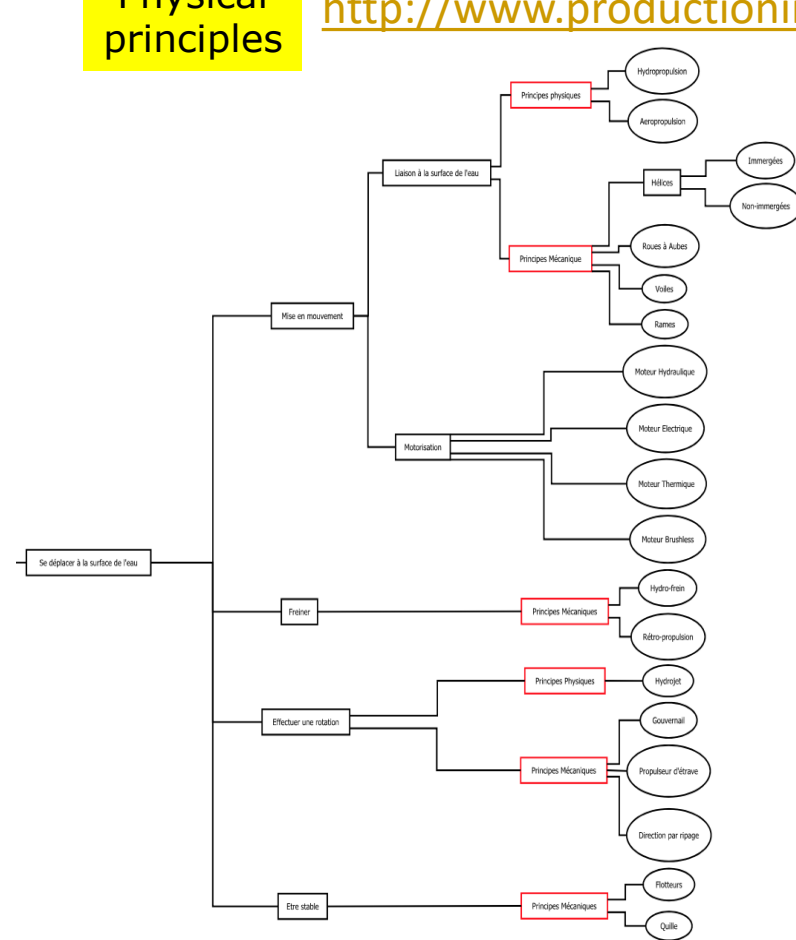 Physical
principles
http://www.productionin
Hydropropulsion
Principes physiques
Aeropropulsion
Immergées
Liaison à la surface de l'eau
Hélices
Non-immergées
Roues à Aubes
Principes Mécanique
Voiles
Mise en mouvement
Rames
Moteur Hydraulique
Moteur Electrique
Motorisation
Moteur Thermique
Moteur Brushless
Se déplacer à la surface de l'eau
Hydro-frein
Freiner
Principes Mécaniques
Rétro-propulsion
Principes Physiques
Hydrojet
Effectuer une rotation
Gouvernail
Principes Mécaniques
Propulseur d'étrave
Direction par ripage
Flotteurs
Etre stable
Principes Mécaniques
Quille